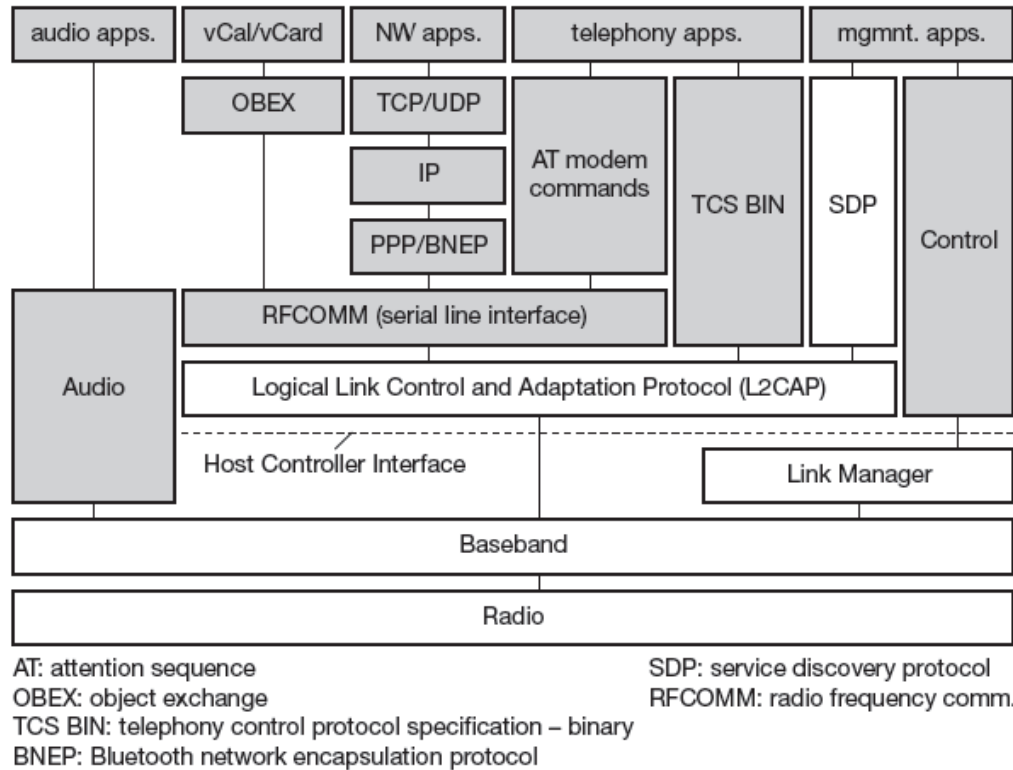 audio apps.
vCal/vCard
NW apps.
telephony apps.
mgmnt. apps.
OBEX
TCP/UDP
AT modem
commands
TCS BIN
SDP
Control
IP
PPP/BNEP
RFCOMM (serial line interface)
Audio
Logical Link Control and Adaptation Protocol (L2CAP)
Host Controller Interface
Link Manager
Baseband
Radio
AT: attention sequence
OBEX: object exchange
TCS BIN: telephony control protocol specification – binary
BNEP: Bluetooth network encapsulation protocol
SDP: service discovery protocol
RFCOMM: radio frequency comm.